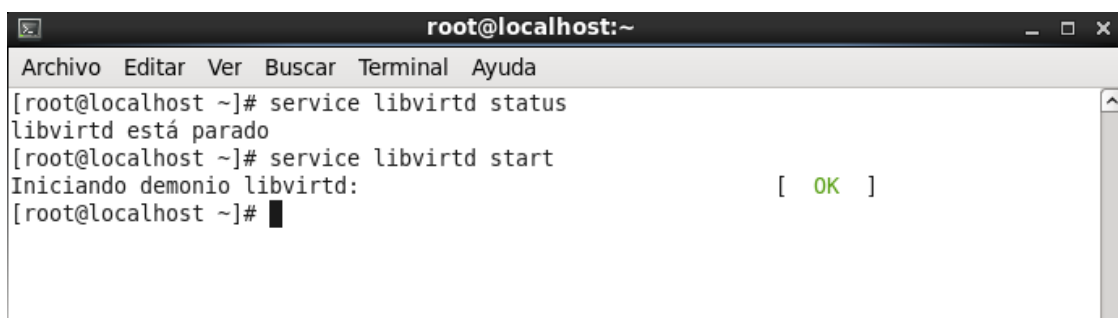 root@localhost:~
Archivo Editar Ver Buscar Terminal Ayuda
[root@localhost ~]# service libvirtd status
libvirtd está parado
[root@localhost ~]# service libvirtd start
Iniciando demonio libvirtd: [ OK ]
[root@localhost ~]#